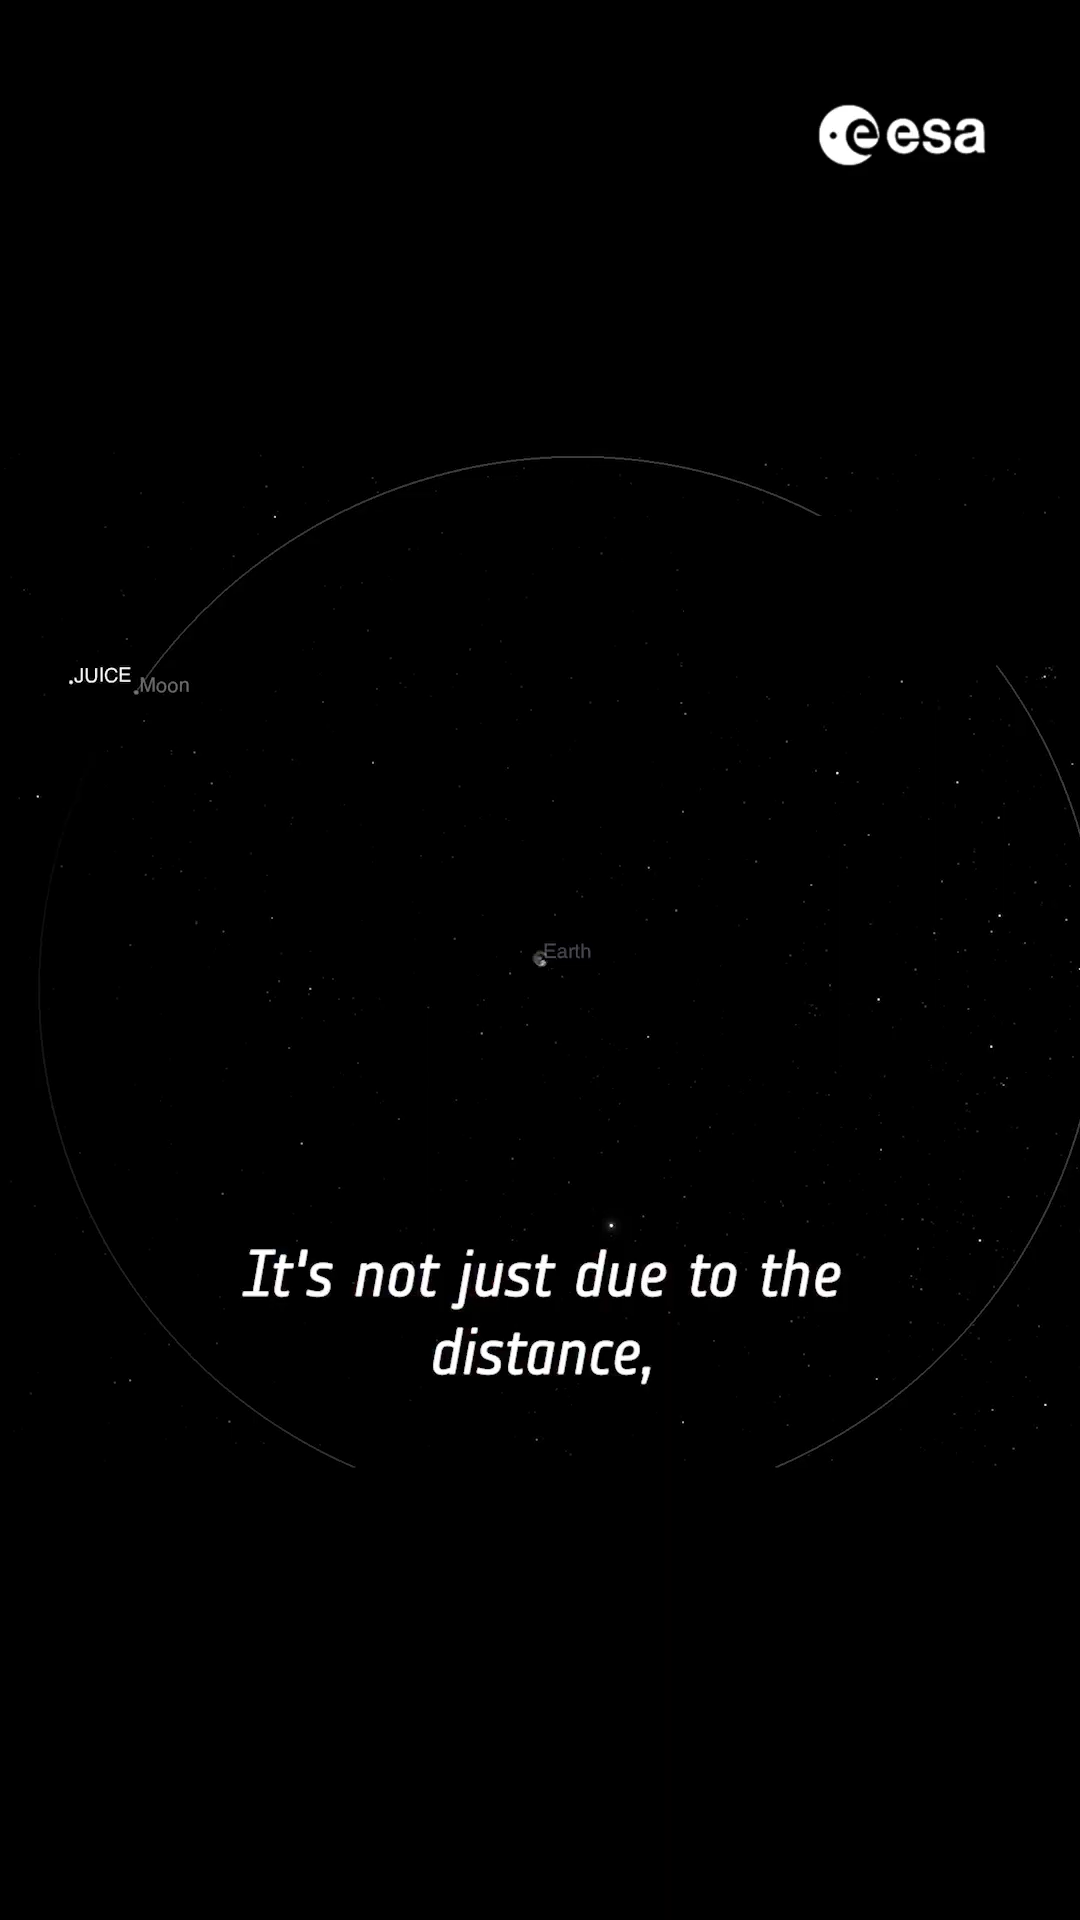 esa
JUICE
Moon
Earth
It's not just due to the
distance,